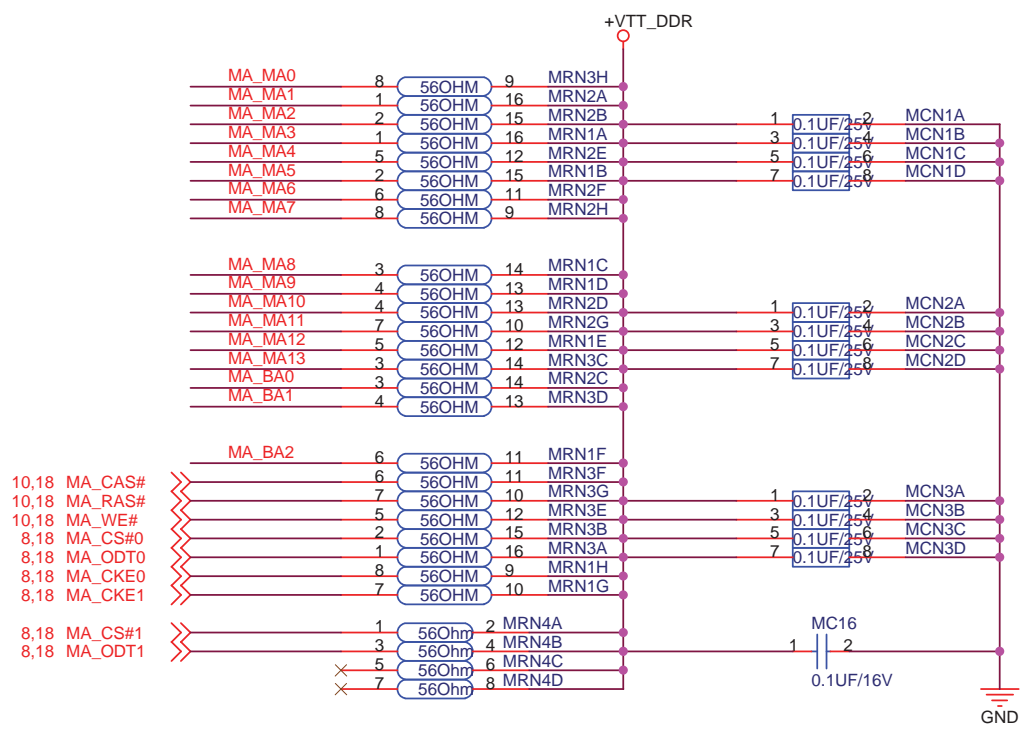 +VTT_DDR
MA_MA0 8 56OHM 9 MRN3H
MA_MA1 1 56OHM 16 MRN2A
MA_MA2 2 56OHM 15 MRN2B 1 0.1UF/25V 2 MCN1A
MA_MA3 1 56OHM 16 MRN1A 3 0.1UF/25V 4 MCN1B
MA_MA4 5 56OHM 12 MRN2E 5 0.1UF/25V 6 MCN1C
MA_MA5 2 56OHM 15 MRN1B 7 0.1UF/25V 8 MCN1D
MA_MA6 6 56OHM 11 MRN2F
MA_MA7 8 56OHM 9 MRN2H
MA_MA8 3 56OHM 14 MRN1C
MA_MA9 4 56OHM 13 MRN1D
MA_MA10 4 56OHM 13 MRN2D 1 0.1UF/25V 2 MCN2A
MA_MA11 7 56OHM 10 MRN2G 3 0.1UF/25V 4 MCN2B
MA_MA12 5 56OHM 12 MRN1E 5 0.1UF/25V 6 MCN2C
MA_MA13 3 56OHM 14 MRN3C 7 0.1UF/25V 8 MCN2D
MA_BA0 3 56OHM 14 MRN2C
MA_BA1 4 56OHM 13 MRN3D
MA_BA2 6 56OHM 11 MRN1F
10,18 MA_CAS# 6 56OHM 11 MRN3F
10,18 MA_RAS# 7 56OHM 10 MRN3G 1 0.1UF/25V 2 MCN3A
10,18 MA_WE# 5 56OHM 12 MRN3E 3 0.1UF/25V 4 MCN3B
8,18 MA_CS#0 2 56OHM 15 MRN3B 5 0.1UF/25V 6 MCN3C
8,18 MA_ODT0 1 56OHM 16 MRN3A 7 0.1UF/25V 8 MCN3D
8,18 MA_CKE0 8 56OHM 9 MRN1H
8,18 MA_CKE1 7 56OHM 10 MRN1G
8,18 MA_CS#1 1 56Ohm 2 MRN4A MC16
8,18 MA_ODT1 3 56Ohm 4 MRN4B 1 2
5 56Ohm 6 MRN4C 0.1UF/16V
7 56Ohm 8 MRN4D
GND